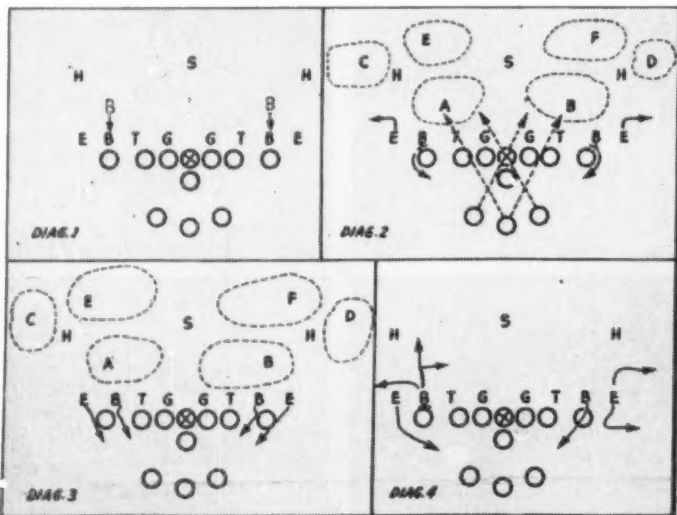 S
H H
B B
E B T G G T B E
DIAG.1
E F
C S D
H H
A B
E B T G G T B E
DIAG.2
E F
C S D
H H
A B
E B T G G T B E
DIAG.3
H S H
E B T G G T B E
DIAG.4